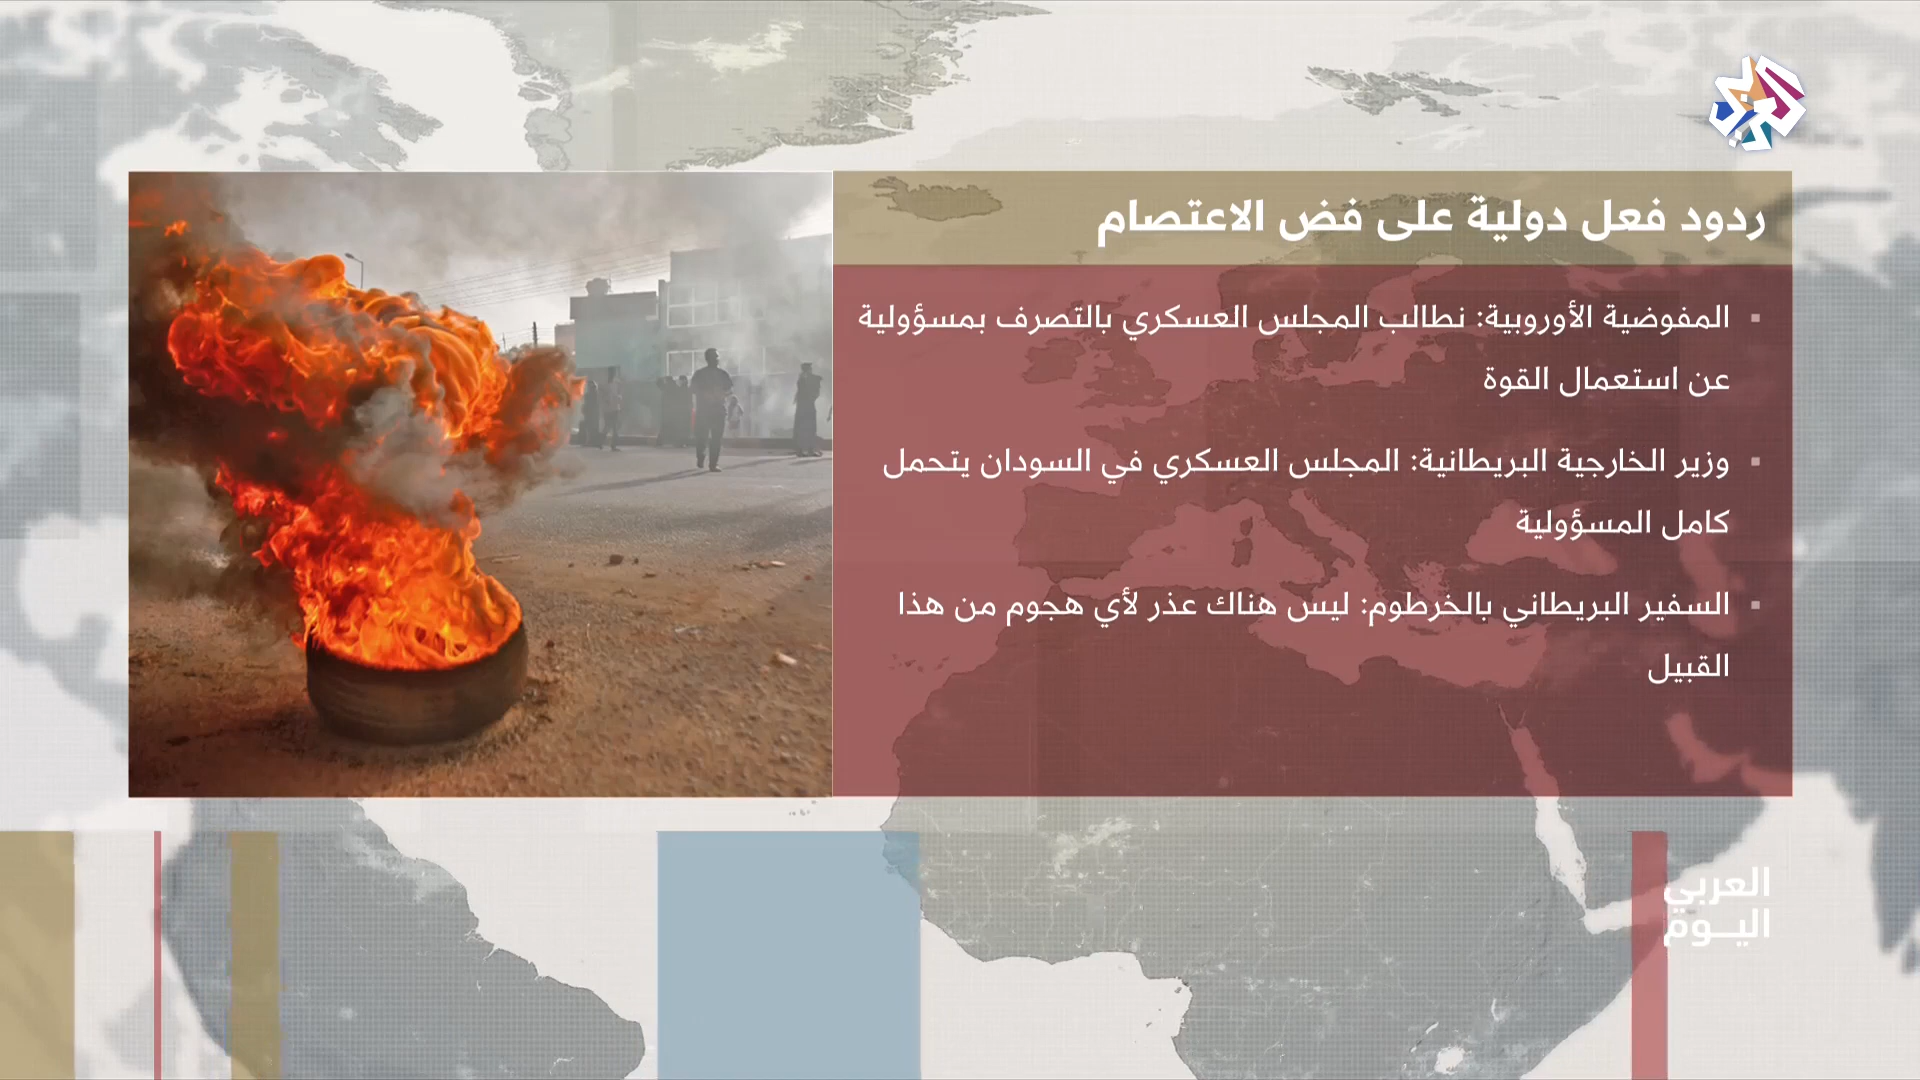 ردود فعل دولية على فض الاعتصام
▪ المفوضية الأوروبية: نطالب المجلس العسكري بالتصرف بمسؤولية
عن استعمال القوة
▪ وزير الخارجية البريطانية: المجلس العسكري في السودان يتحمل
كامل المسؤولية
▪ السفير البريطاني بالخرطوم: ليس هناك عذر لأي هجوم من هذا
القبيل
العربي
اليوم